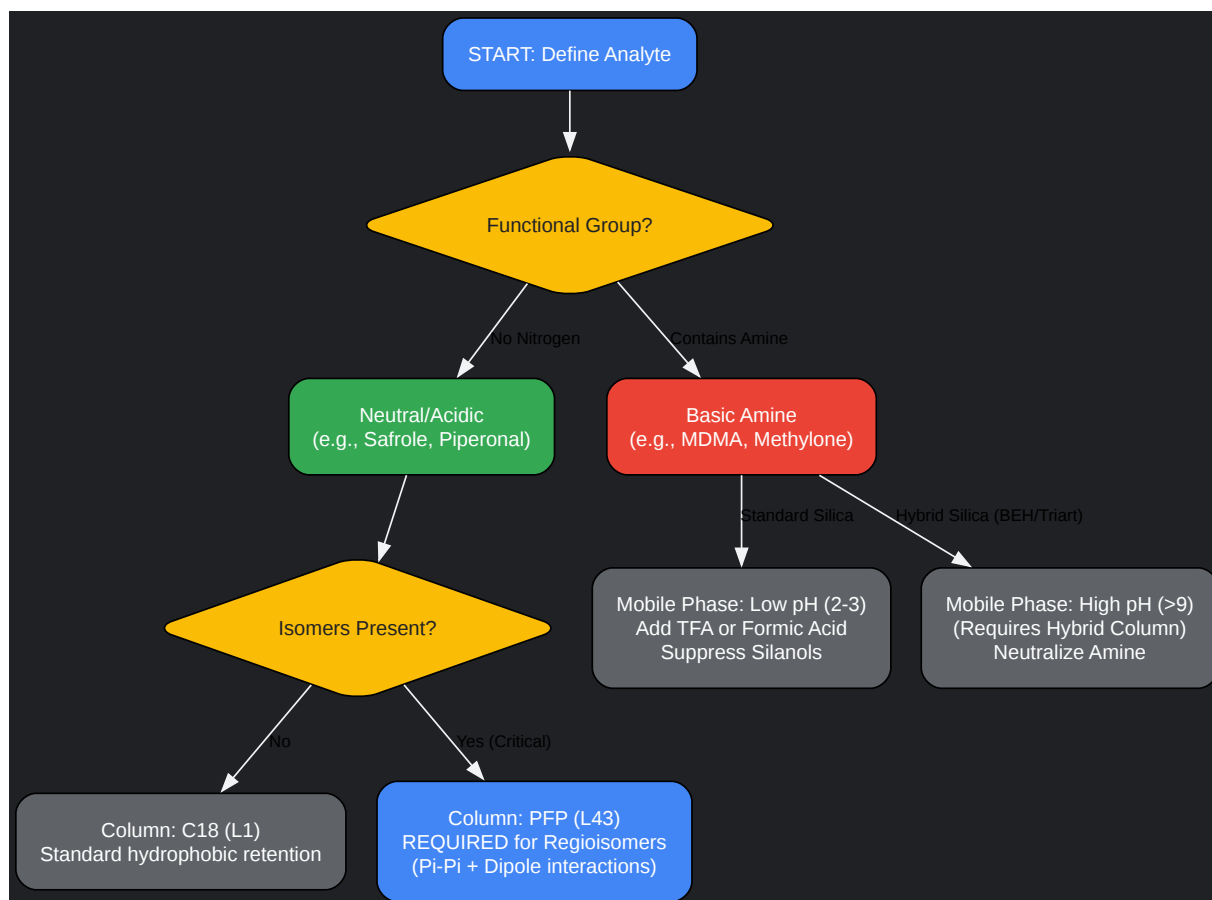 START: Define Analyte
Functional Group?
No Nitrogen
Contains Amine
Neutral/Acidic
(e.g., Safrole, Piperonal)
Basic Amine
(e.g., MDMA, Methylone)
Standard Silica
Hybrid Silica (BEH/Triart)
Isomers Present?
Mobile Phase: Low pH (2-3)
Add TFA or Formic Acid
Suppress Silanols
Mobile Phase: High pH (>9)
(Requires Hybrid Column)
Neutralize Amine
No
Yes (Critical)
Column: C18 (L1)
Standard hydrophobic retention
Column: PFP (L43)
REQUIRED for Regioisomers
(Pi-Pi + Dipole interactions)